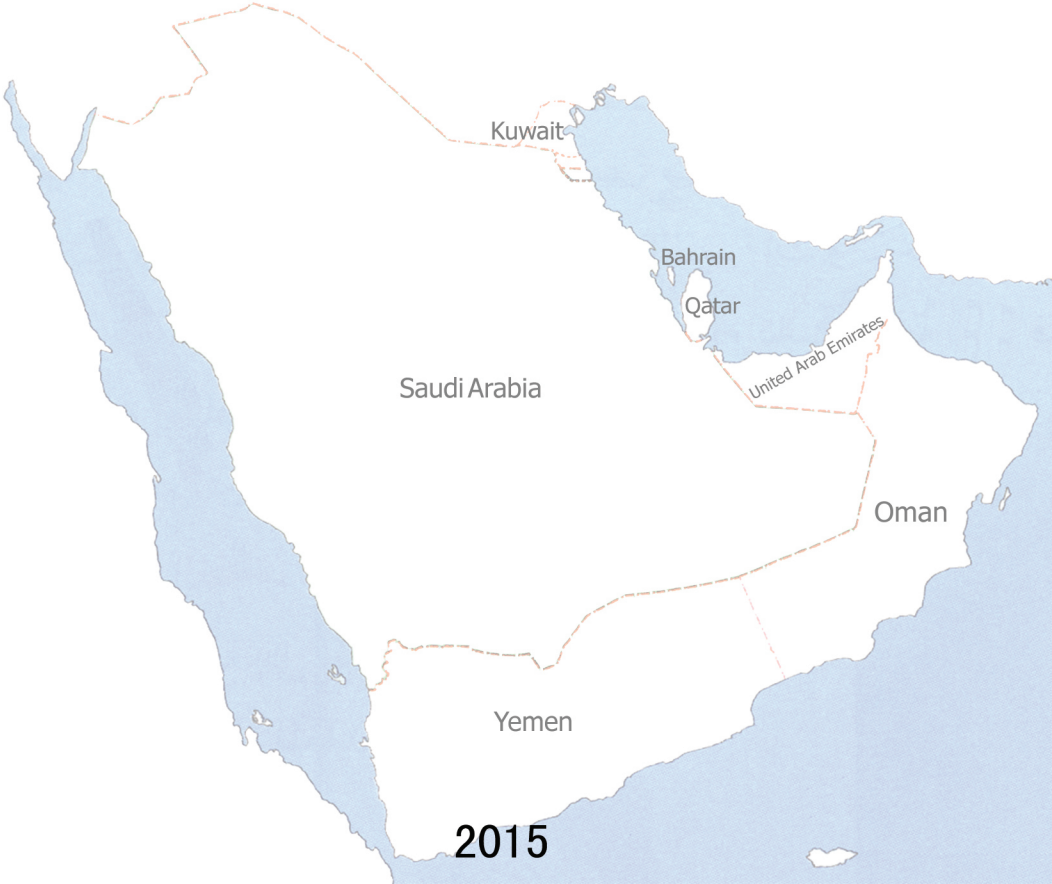 Kuwait
Bahrain
Qatar
United Arab Emirates
Saudi Arabia
Oman
Yemen
2015